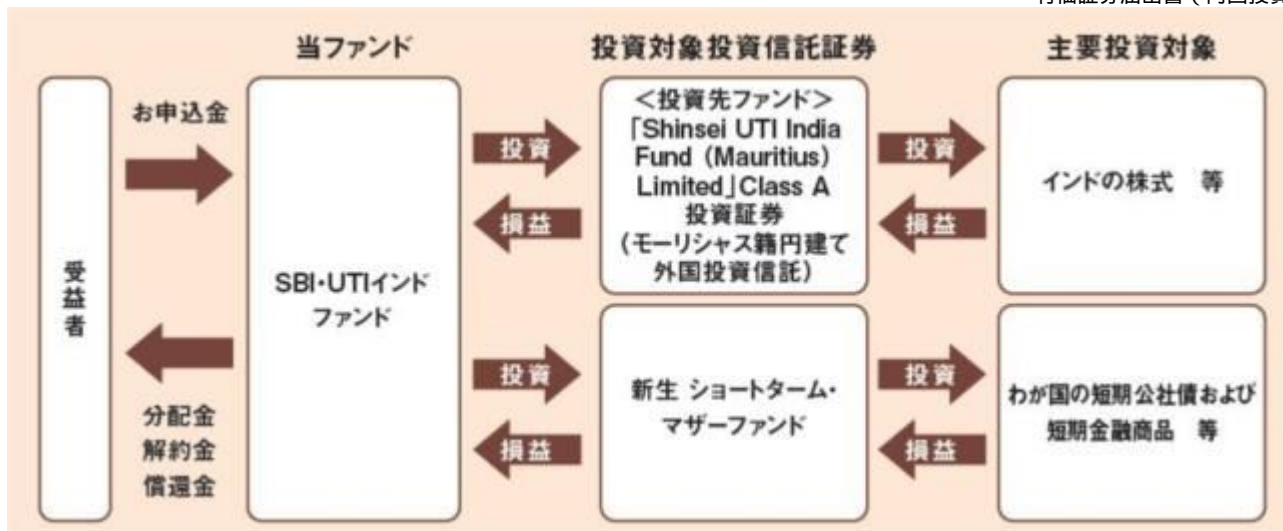 当ファンド
投資対象投資信託証券
主要投資対象
受益者
お申込金
分配金
解約金
償還金
SBI・UTIインド
ファンド
投資
損益
<投資先ファンド>
「Shinsei UTI India
Fund (Mauritius)
Limited」Class A
投資証券
(モーリシャス籍円建て
外国投資信託)
投資
損益
インドの株式 等
投資
損益
新生 ショートターム・
マザーファンド
投資
損益
わが国の短期公社債および
短期金融商品 等